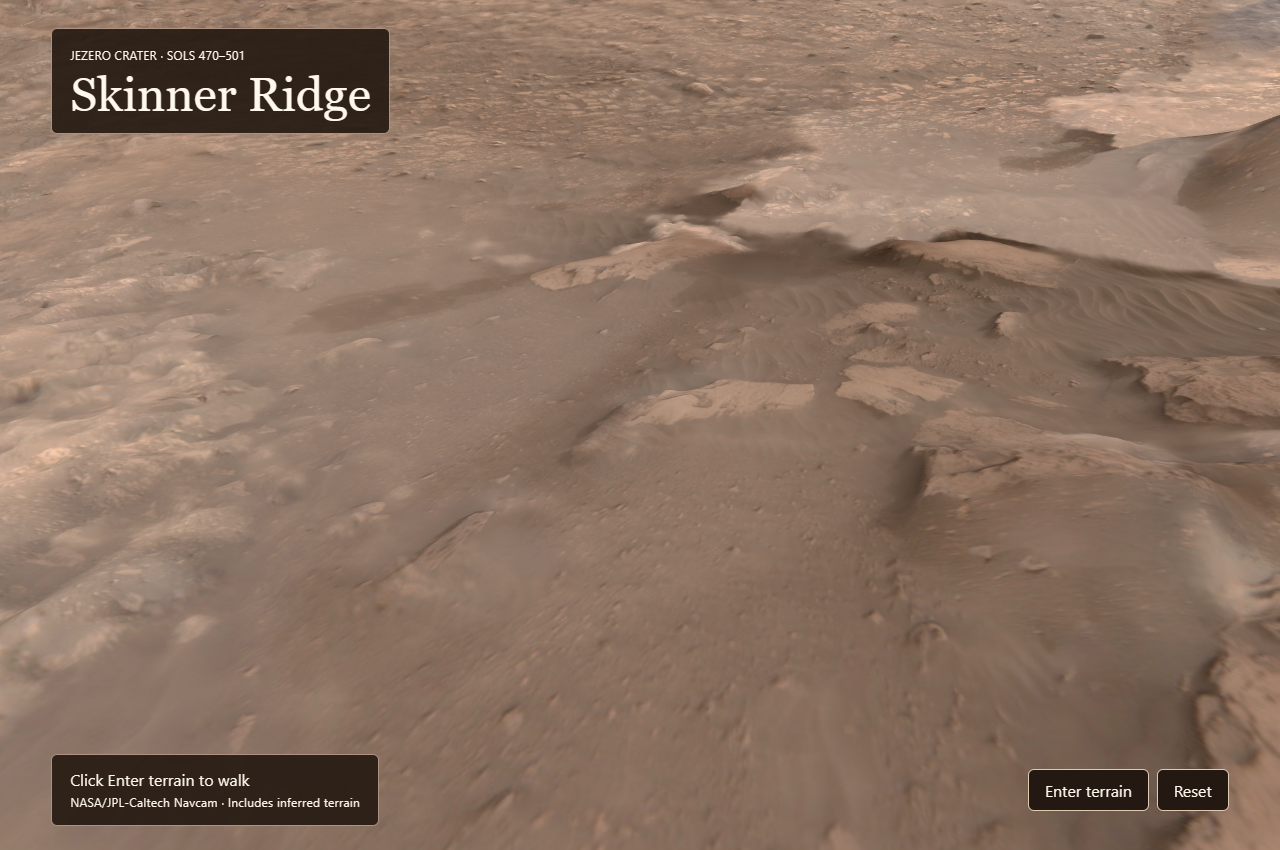 JEZERO CRATER · SOLS 470–501
Skinner Ridge
Click Enter terrain to walk
NASA/JPL-Caltech Navcam · Includes inferred terrain
Enter terrain
Reset